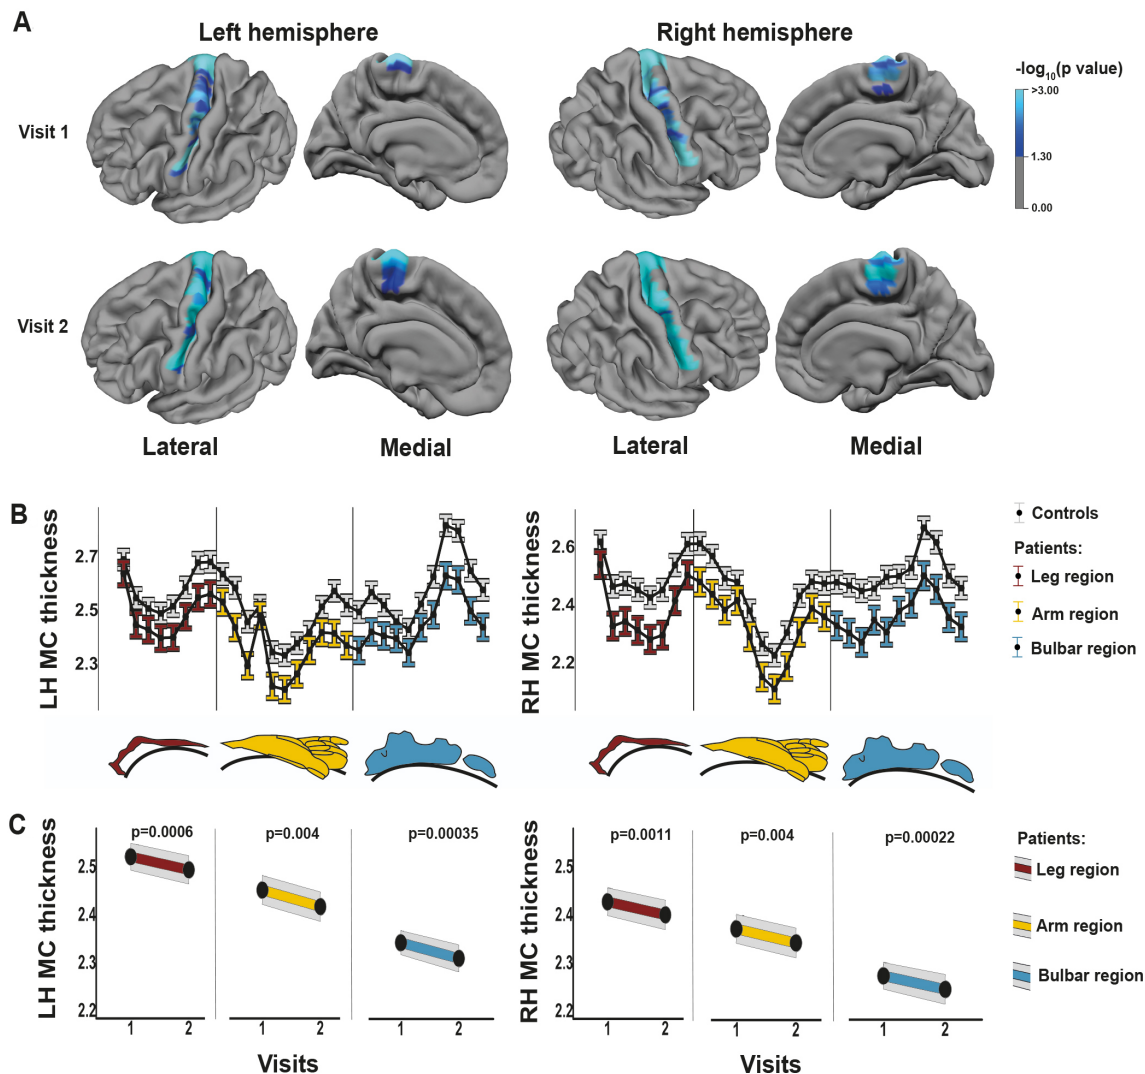 A
Left hemisphere
Right hemisphere
-log10(p value)
>3.00
1.30
0.00
Visit 1
Visit 2
Lateral
Medial
Lateral
Medial
B
LH MC thickness
2.7
2.5
2.3
RH MC thickness
2.6
2.4
2.2
Controls
Patients:
Leg region
Arm region
Bulbar region
C
LH MC thickness
2.5
2.4
2.3
2.2
p=0.0006
p=0.004
p=0.00035
1 2
1 2
1 2
Visits
RH MC thickness
2.5
2.4
2.3
2.2
p=0.0011
p=0.004
p=0.00022
1 2
1 2
1 2
Visits
Patients:
Leg region
Arm region
Bulbar region